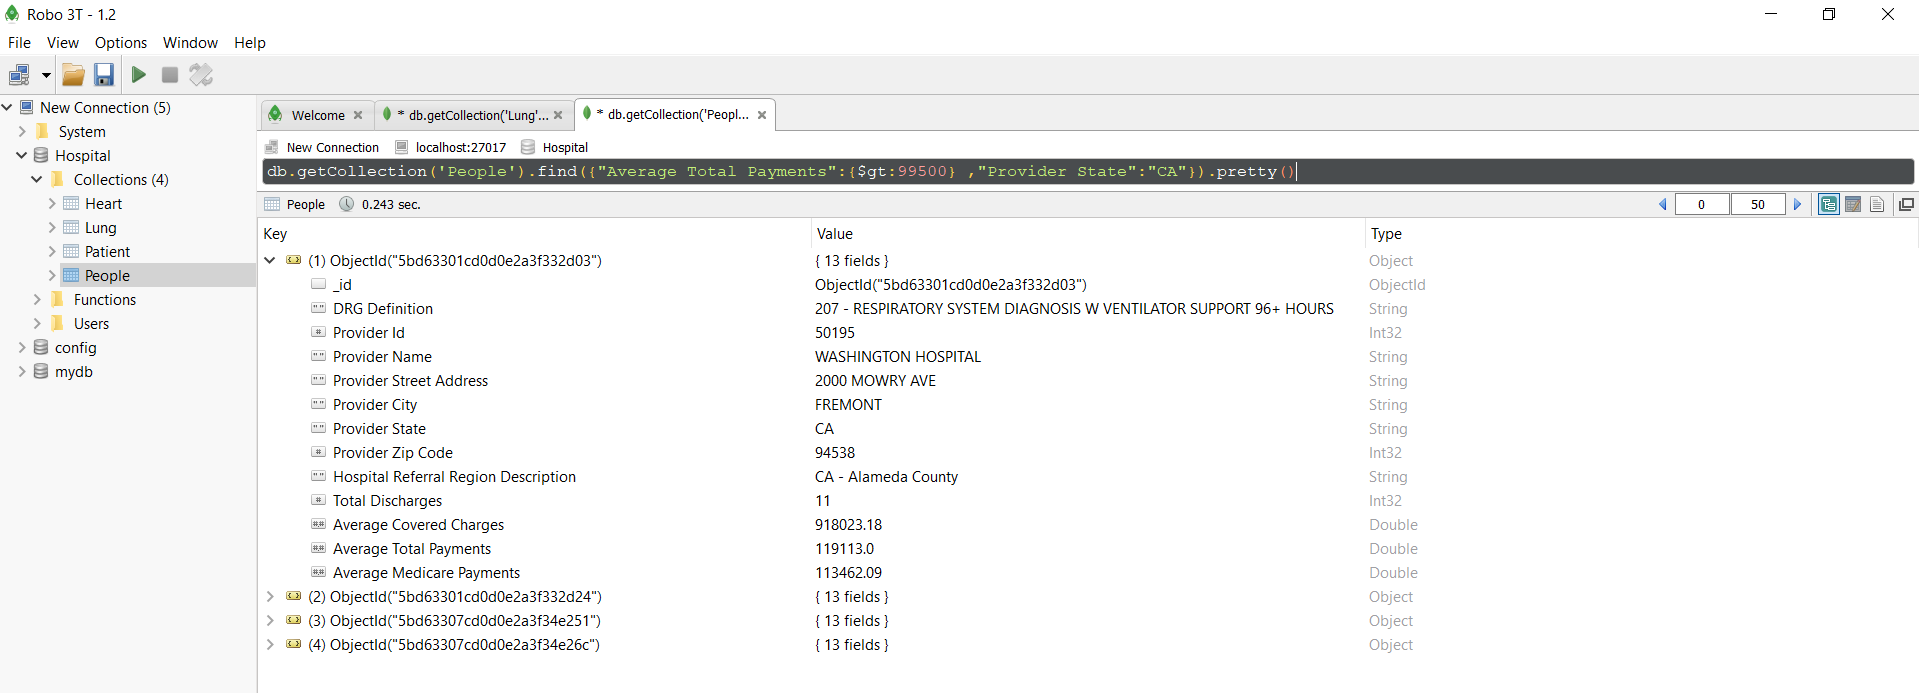 Robo 3T - 1.2
File View Options Window Help
New Connection (5)
System
Hospital
Collections (4)
Heart
Lung
Patient
People
Functions
Users
config
mydb
Welcome * db.getCollection('Lung'... * db.getCollection('Peopl...
New Connection localhost:27017 Hospital
db.getCollection('People').find({"Average Total Payments":{$gt:99500} ,"Provider State":"CA"}).pretty()
People 0.243 sec. 0 50
Key Value Type
(1) ObjectId("5bd63301cd0d0e2a3f332d03") { 13 fields } Object
_id ObjectId("5bd63301cd0d0e2a3f332d03") ObjectId
DRG Definition 207 - RESPIRATORY SYSTEM DIAGNOSIS W VENTILATOR SUPPORT 96+ HOURS String
Provider Id 50195 Int32
Provider Name WASHINGTON HOSPITAL String
Provider Street Address 2000 MOWRY AVE String
Provider City FREMONT String
Provider State CA String
Provider Zip Code 94538 Int32
Hospital Referral Region Description CA - Alameda County String
Total Discharges 11 Int32
Average Covered Charges 918023.18 Double
Average Total Payments 119113.0 Double
Average Medicare Payments 113462.09 Double
(2) ObjectId("5bd63301cd0d0e2a3f332d24") { 13 fields } Object
(3) ObjectId("5bd63307cd0d0e2a3f34e251") { 13 fields } Object
(4) ObjectId("5bd63307cd0d0e2a3f34e26c") { 13 fields } Object